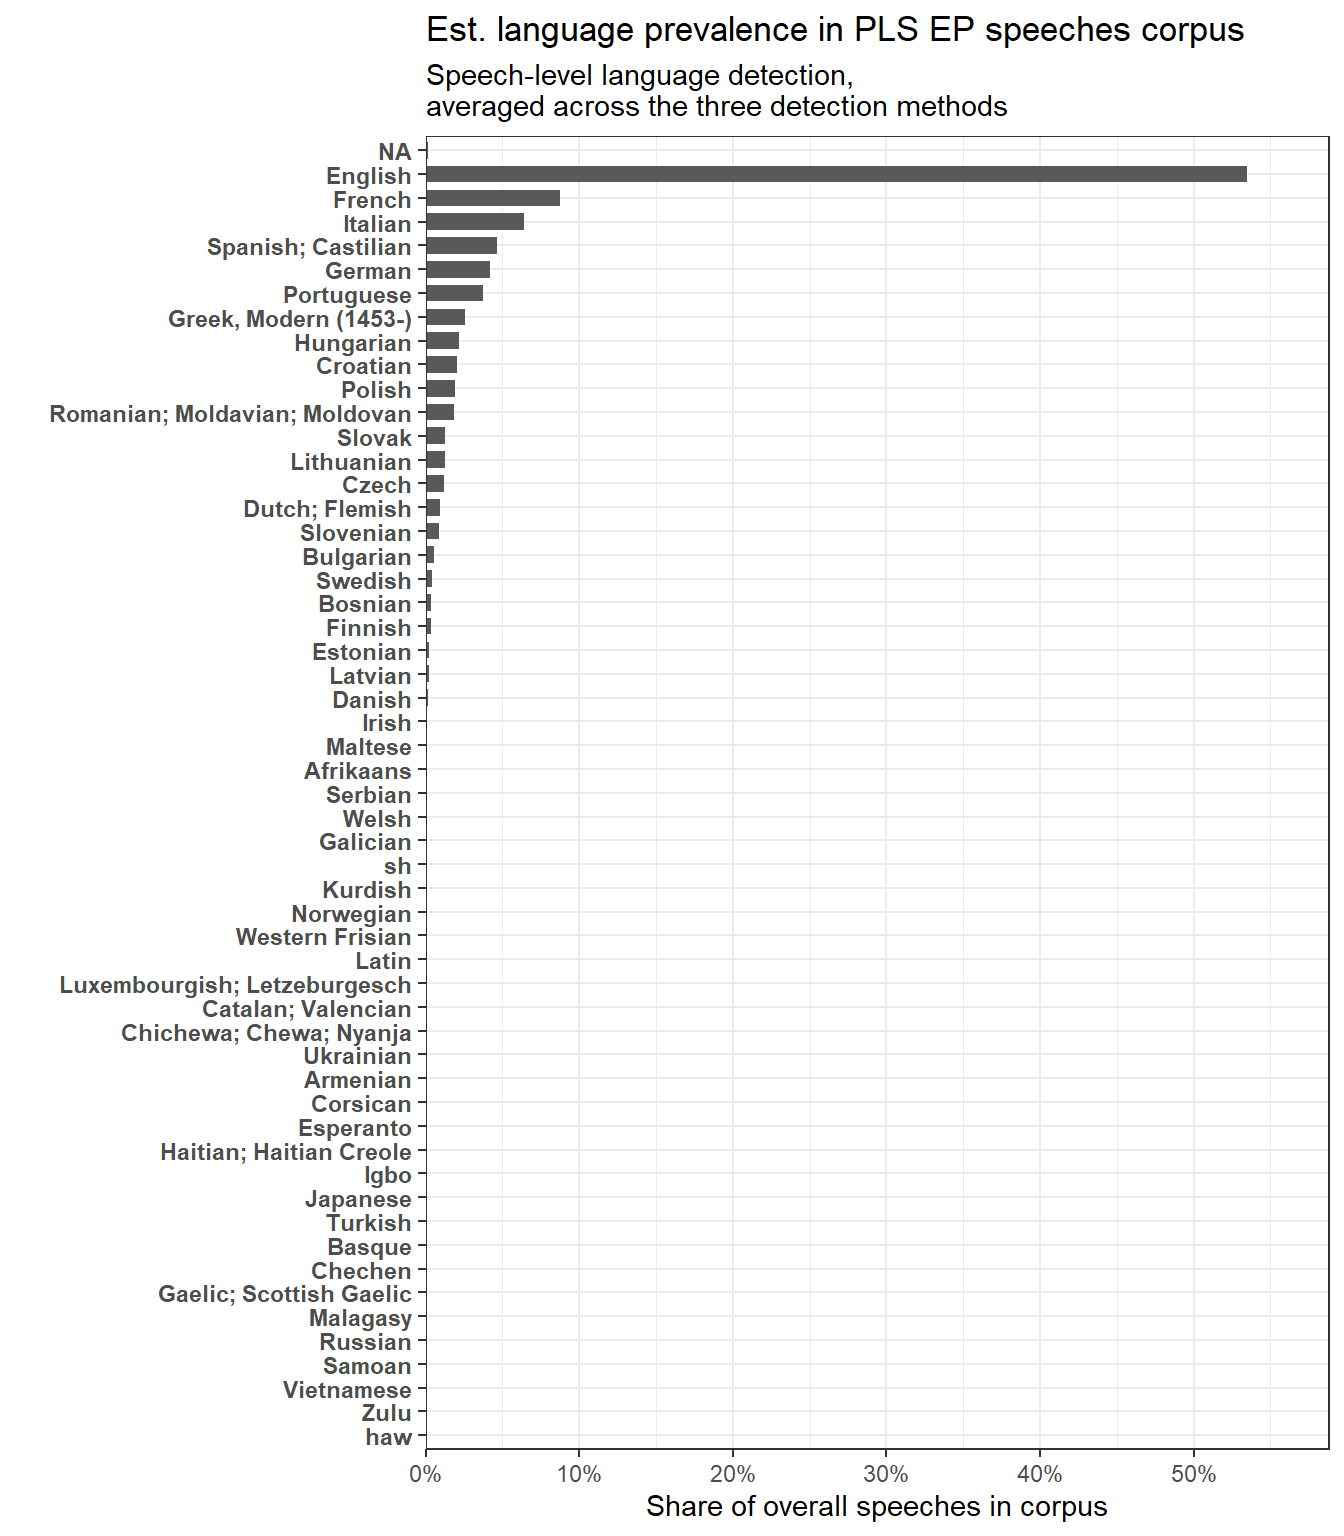 Est. language prevalence in PLS EP speeches corpus
Speech-level language detection,
averaged across the three detection methods
NA
English
French
Italian
Spanish; Castilian
German
Portuguese
Greek, Modern (1453-)
Hungarian
Croatian
Polish
Romanian; Moldavian; Moldovan
Slovak
Lithuanian
Czech
Dutch; Flemish
Slovenian
Bulgarian
Swedish
Bosnian
Finnish
Estonian
Latvian
Danish
Irish
Maltese
Afrikaans
Serbian
Welsh
Galician
sh
Kurdish
Norwegian
Western Frisian
Latin
Luxembourgish; Letzeburgesch
Catalan; Valencian
Chichewa; Chewa; Nyanja
Ukrainian
Armenian
Corsican
Esperanto
Haitian; Haitian Creole
Igbo
Japanese
Turkish
Basque
Chechen
Gaelic; Scottish Gaelic
Malagasy
Russian
Samoan
Vietnamese
Zulu
haw
0% 10% 20% 30% 40% 50%
Share of overall speeches in corpus